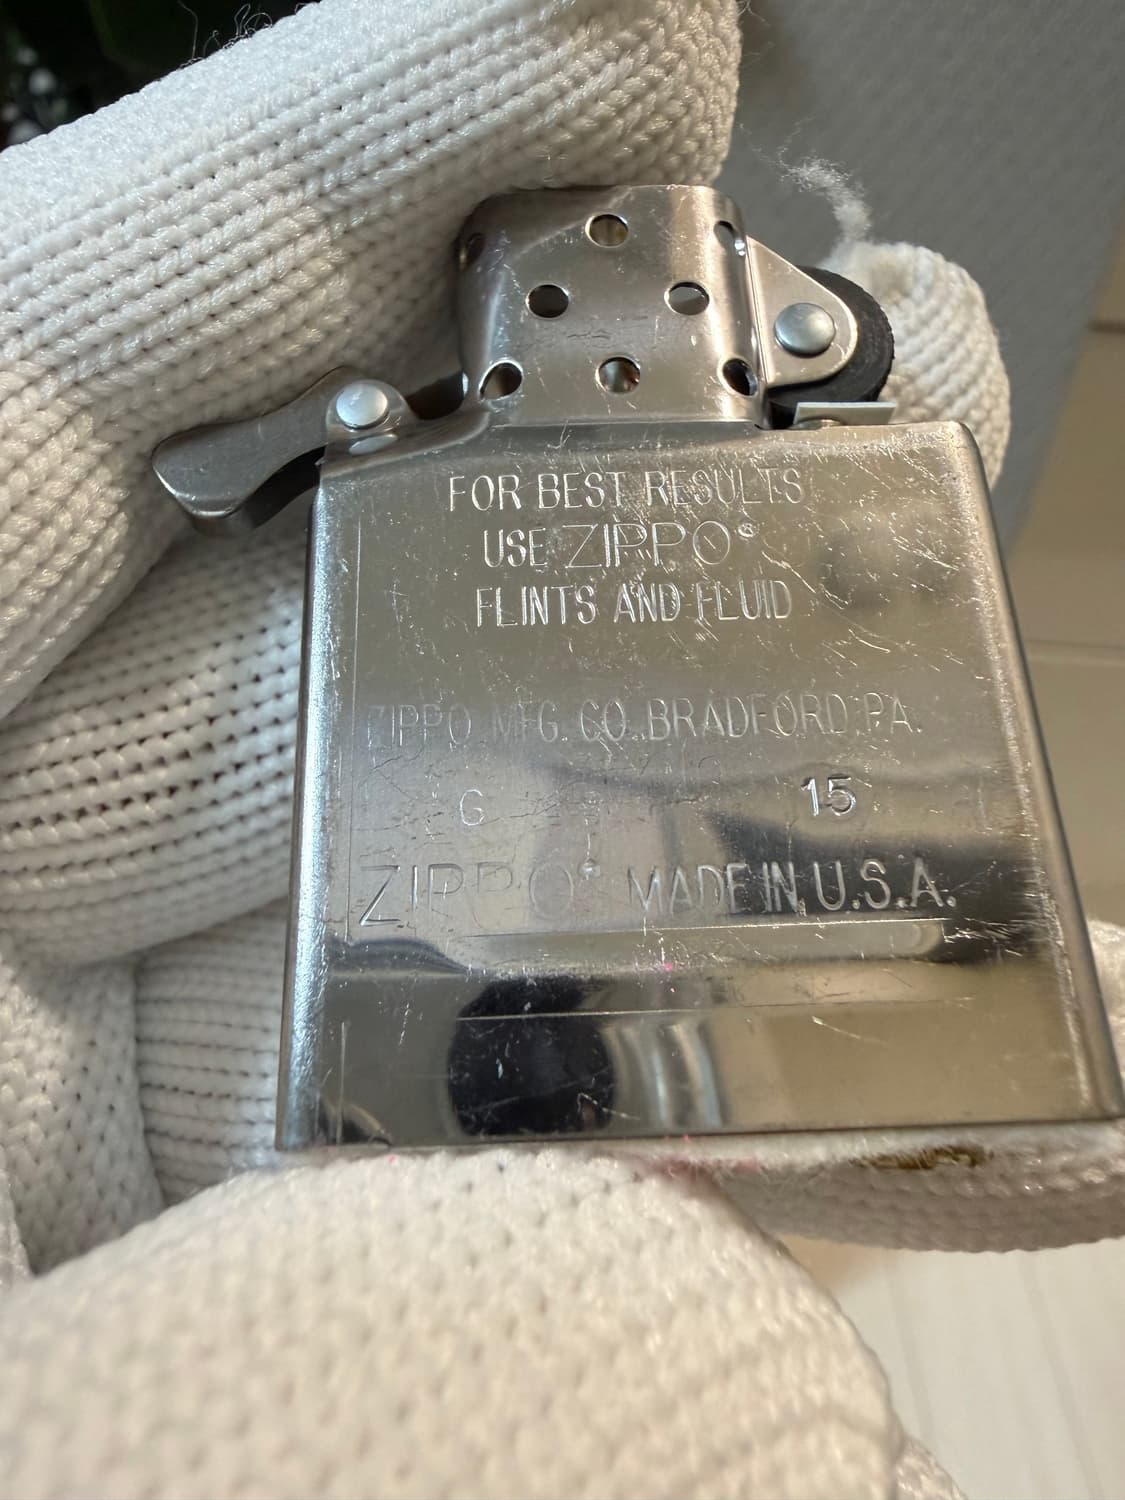 FOR BEST RESULTS
USE ZIPPO®
FLINTS AND FLUID
ZIPPO MFG. CO. BRADFORD, PA.
G 15
ZIPPO® MADE IN U.S.A.